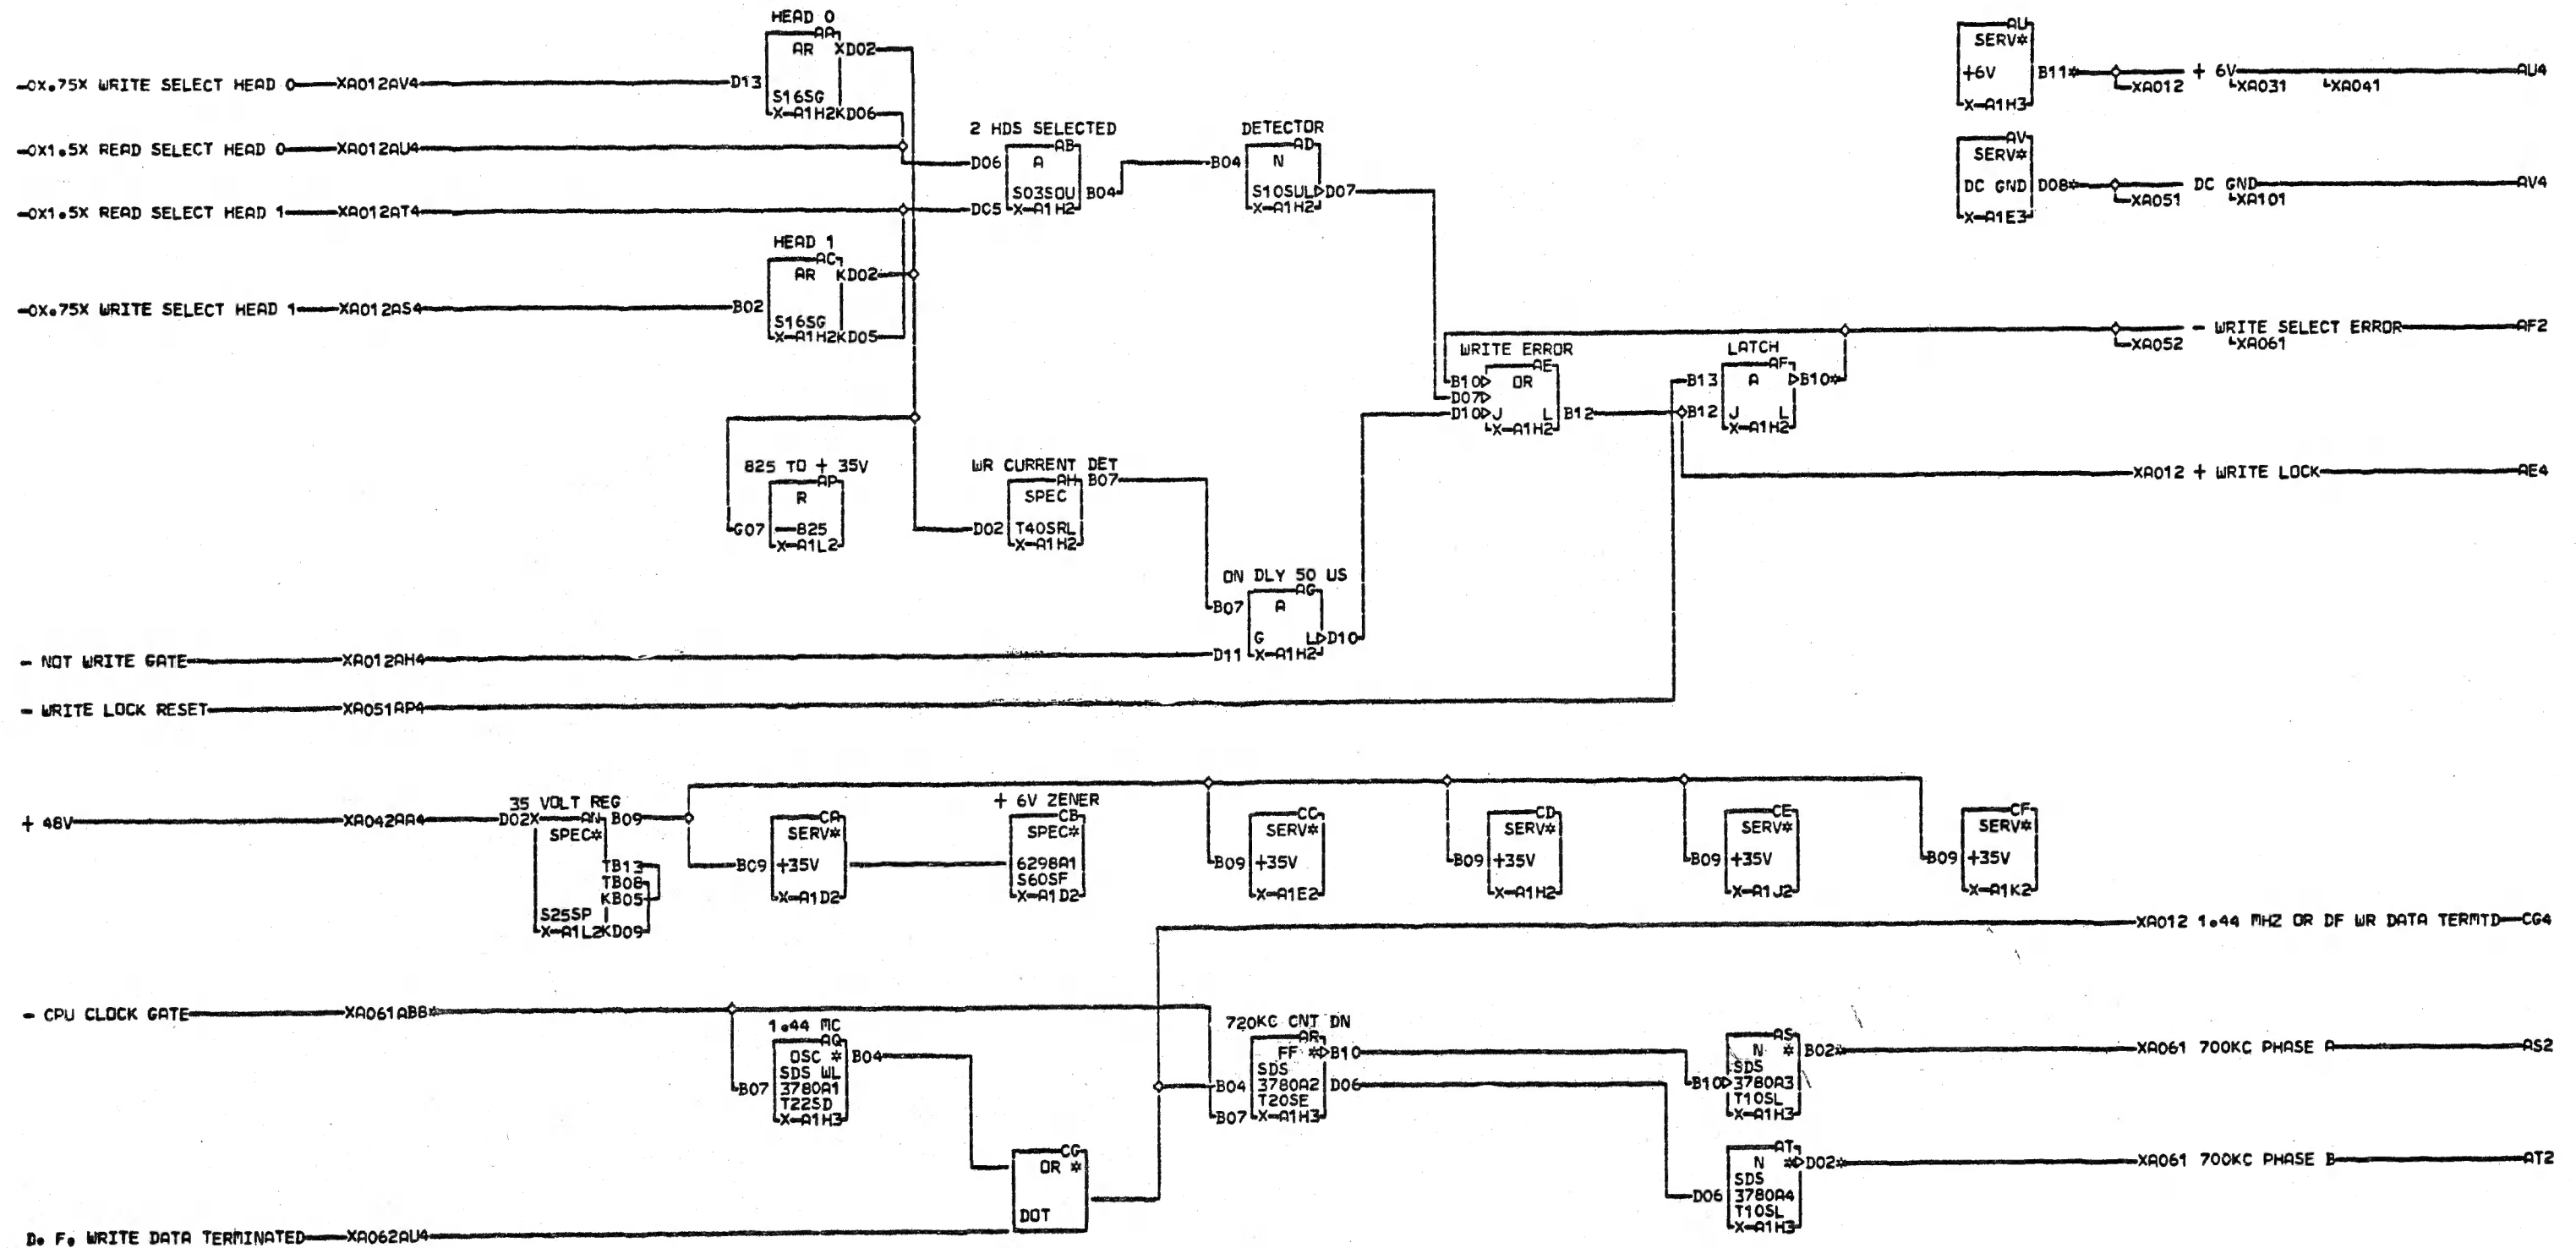 HEAD 0
AA
AR XD02
-0X.75X WRITE SELECT HEAD 0 XA012AV4 D13
S16SG
X-A1H2KD06
AU
SERV*
+6V B11* + 6V AU4
XA012 XA031 XA041
X-A1H3
-0X1.5X READ SELECT HEAD 0 XA012AU4
2 HDS SELECTED
AB
D06 A
S03SOU B04
X-A1H2
DETECTOR
AD
B04 N
S10SUL D07
X-A1H2
AV
SERV*
DC GND D08* DC GND AV4
XA051 XA101
X-A1E3
-0X1.5X READ SELECT HEAD 1 XA012AT4 D05
HEAD 1
AC
AR KD02
-0X.75X WRITE SELECT HEAD 1 XA012AS4 B02
S16SG
X-A1H2KD05
- WRITE SELECT ERROR AF2
XA052 XA061
WRITE ERROR
AE
B10 OR
D07
D10 J L B12
X-A1H2
LATCH
AF
B13 A B10*
B12 J L
X-A1H2
825 TO + 35V
AP
R
G07 825
X-A1L2
WR CURRENT DET
AH B07
SPEC
D02 T40SRL
X-A1H2
XA012 + WRITE LOCK AE4
ON DLY 50 US
AG
B07 A
G L D10
D11 X-A1H2
- NOT WRITE GATE XA012AH4
- WRITE LOCK RESET XA051AP4
35 VOLT REG
+ 48V XA042AA4 D02X AN B09
SPEC*
TB13
TB08
KB05
S25SP
X-A1L2KD09
CA
SERV*
B09 +35V
X-A1D2
+ 6V ZENER
CB
SPEC*
6298A1
S60SF
X-A1D2
CC
SERV*
B09 +35V
X-A1E2
CD
SERV*
B09 +35V
X-A1H2
CE
SERV*
B09 +35V
X-A1J2
CF
SERV*
B09 +35V
X-A1K2
XA012 1.44 MHZ OR DF WR DATA TERMTD CG4
- CPU CLOCK GATE XA061AB8*
1.44 MC
AQ
OSC * B04
SDS WL
B07 3780A1
T22SD
X-A1H3
720KC CNT DN
AR
FF * B10
SDS
B04 3780A2 D06
T20SE
B07 X-A1H3
AS
N * B02* XA061 700KC PHASE A AS2
SDS
B10 3780A3
T10SL
X-A1H3
CG
OR *
DOT
AT
N * D02* XA061 700KC PHASE B AT2
SDS
D06 3780A4
T10SL
X-A1H3
D. F. WRITE DATA TERMINATED XA062AU4